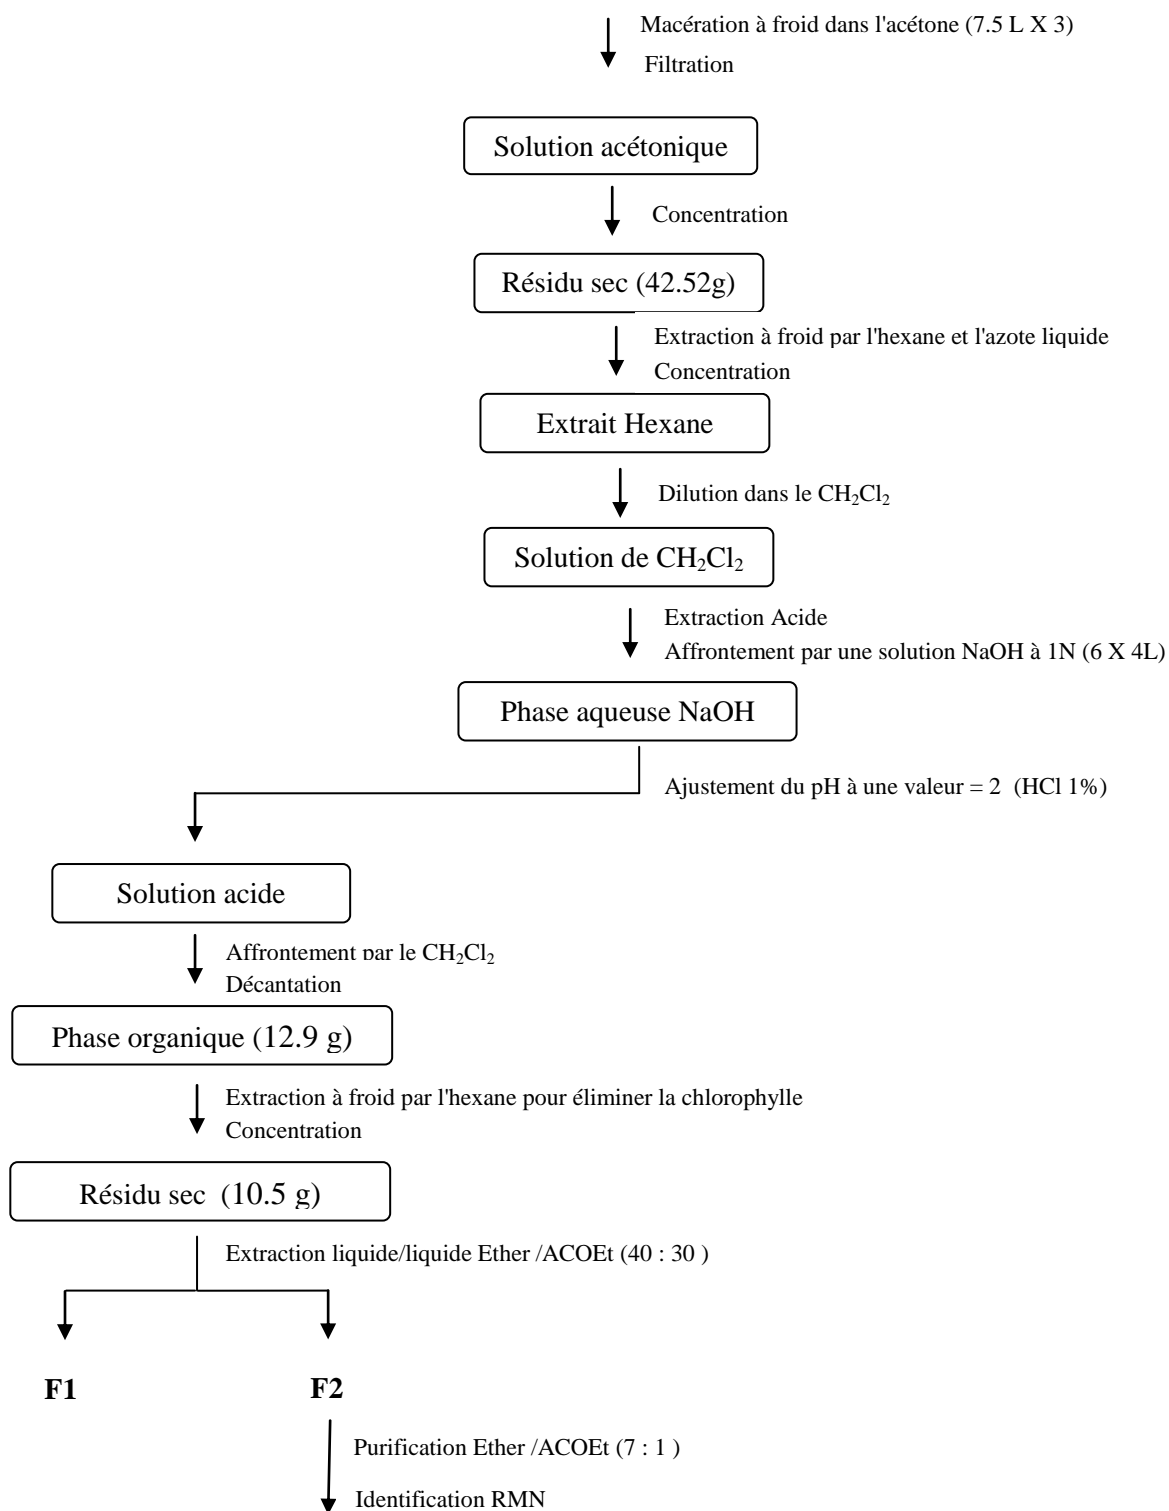 Macération à froid dans l'acétone (7.5 L X 3)
Filtration
Solution acétonique
Concentration
Résidu sec (42.52g)
Extraction à froid par l'hexane et l'azote liquide
Concentration
Extrait Hexane
Dilution dans le CH₂Cl₂
Solution de CH₂Cl₂
Extraction Acide
Affrontement par une solution NaOH à 1N (6 X 4L)
Phase aqueuse NaOH
Ajustement du pH à une valeur = 2 (HCl 1%)
Solution acide
Affrontement par le CH₂Cl₂
Décantation
Phase organique (12.9 g)
Extraction à froid par l'hexane pour éliminer la chlorophylle
Concentration
Résidu sec (10.5 g)
Extraction liquide/liquide Ether /ACOEt (40 : 30 )
F1 F2
Purification Ether /ACOEt (7 : 1 )
Identification RMN